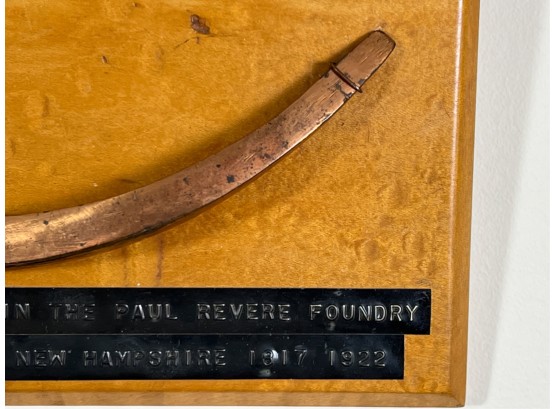 IN THE PAUL REVERE FOUNDRY
NEW HAMPSHIRE 1817 1922